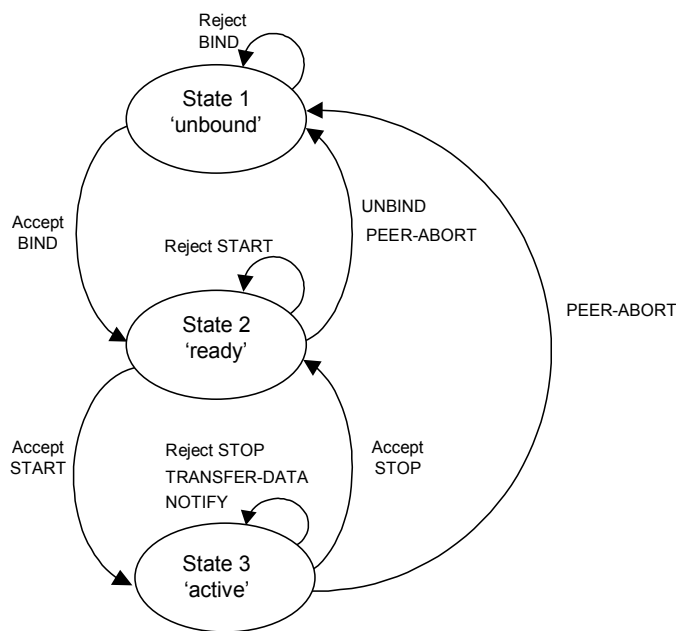 Reject
BIND
State 1
‘unbound’
Accept
BIND
UNBIND
PEER-ABORT
Reject START
PEER-ABORT
State 2
‘ready’
Accept
START
Reject STOP
TRANSFER-DATA
NOTIFY
Accept
STOP
State 3
‘active’